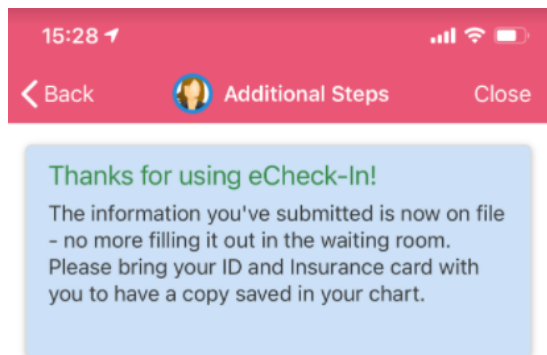 15:28
Back
Additional Steps
Close
Thanks for using eCheck-In!
The information you've submitted is now on file
- no more filling it out in the waiting room.
Please bring your ID and Insurance card with
you to have a copy saved in your chart.